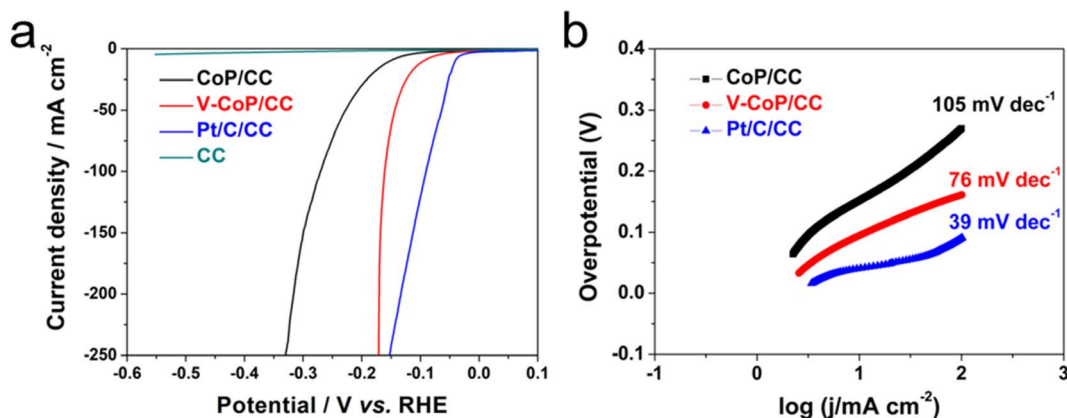 a
0
-50
-100
-150
-200
-250
Current density / mA cm⁻²
CoP/CC
V-CoP/CC
Pt/C/CC
CC
-0.6 -0.5 -0.4 -0.3 -0.2 -0.1 0.0 0.1
Potential / V vs. RHE
b
0.4
0.3
0.2
0.1
0.0
-0.1
Overpotential (V)
CoP/CC
V-CoP/CC
Pt/C/CC
105 mV dec⁻¹
76 mV dec⁻¹
39 mV dec⁻¹
-1 0 1 2 3
log (j/mA cm⁻²)